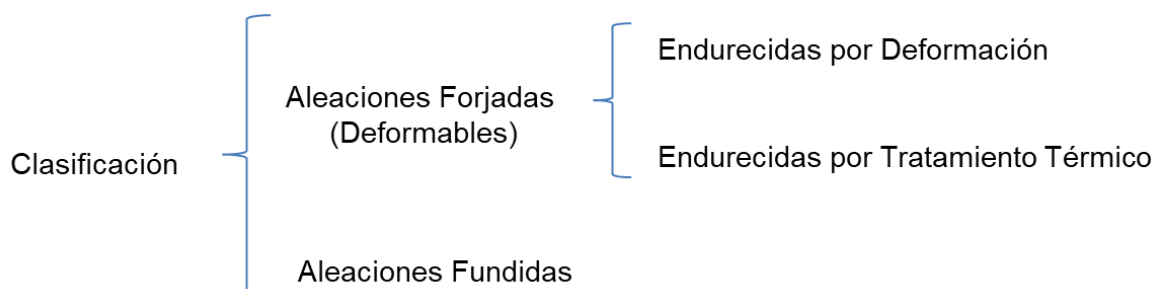 Clasificación
Aleaciones Forjadas
(Deformables)
Endurecidas por Deformación
Endurecidas por Tratamiento Térmico
Aleaciones Fundidas